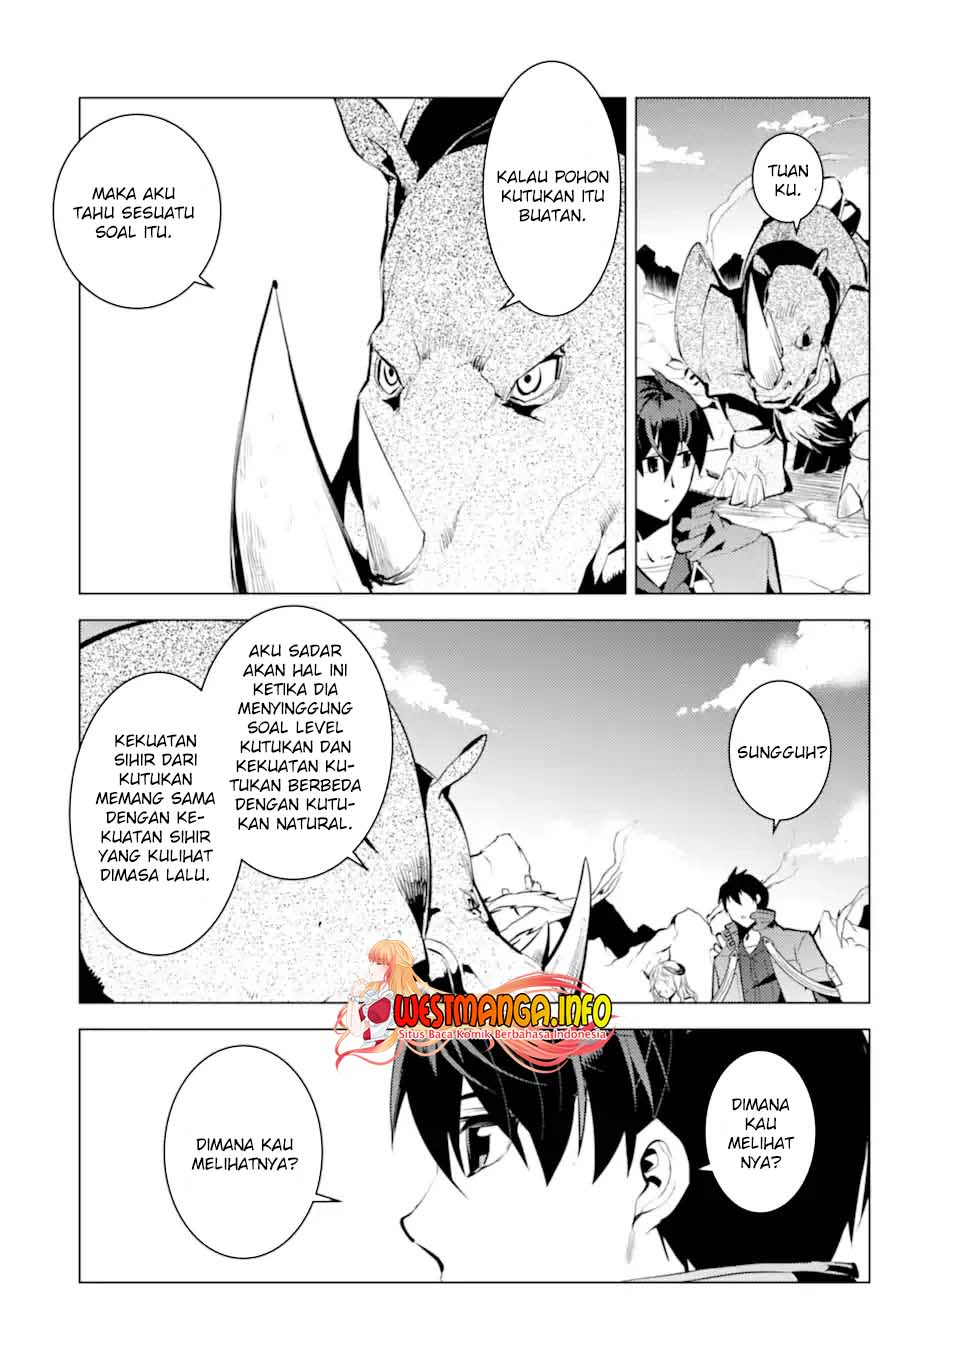 TUAN
KU.
KALAU POHON
KUTUKAN ITU
BUATAN.
MAKA AKU
TAHU SESUATU
SOAL ITU.
SUNGGUH?
AKU SADAR
AKAN HAL INI
KETIKA DIA
MENYINGGUNG
SOAL LEVEL
KUTUKAN DAN
KEKUATAN KU-
TUKAN BERBEDA
DENGAN KUTU-
KAN NATURAL.
KEKUATAN
SIHIR DARI
KUTUKAN
MEMANG SAMA
DENGAN KE-
KUATAN SIHIR
YANG KULIHAT
DIMASA LALU.
WESTMANGA.INFO
Situs Baca Komik Berbahasa Indonesia
DIMANA
KAU
MELIHAT
NYA?
DIMANA KAU
MELIHATNYA?